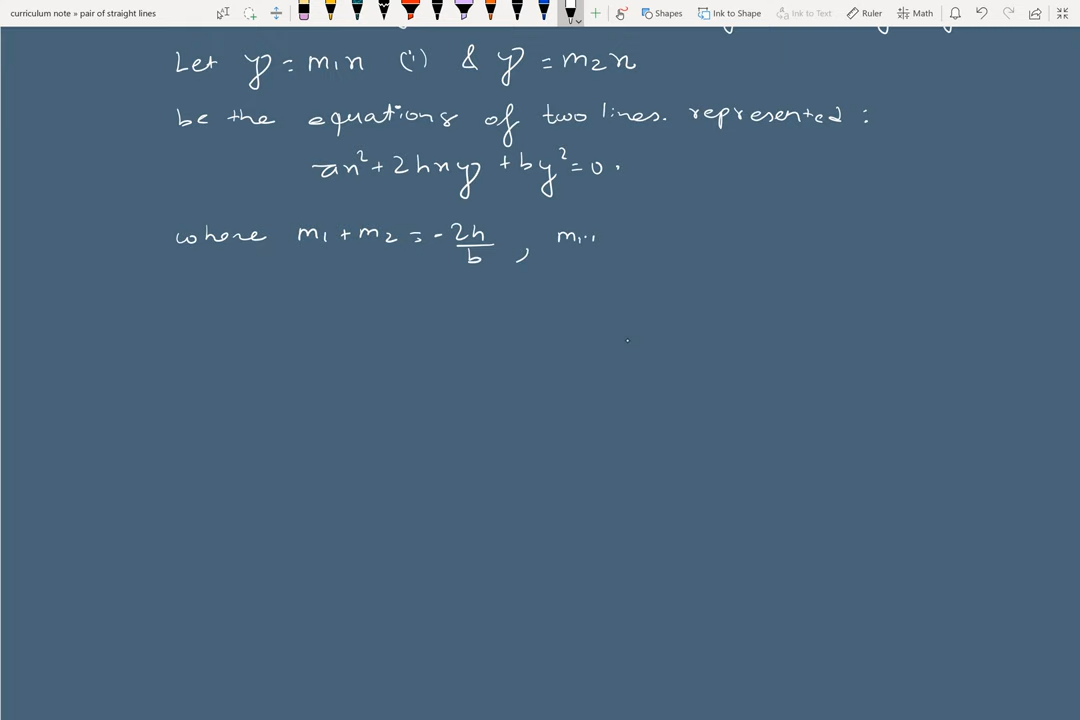 curriculum note » pair of straight lines
Shapes Ink to Shape Ink to Text Ruler Math
Let y = m1x (i) & y = m2x
be the equations of two lines. represented :
ax² + 2hxy + by² = 0.
where m1 + m2 = - 2h/b , m1